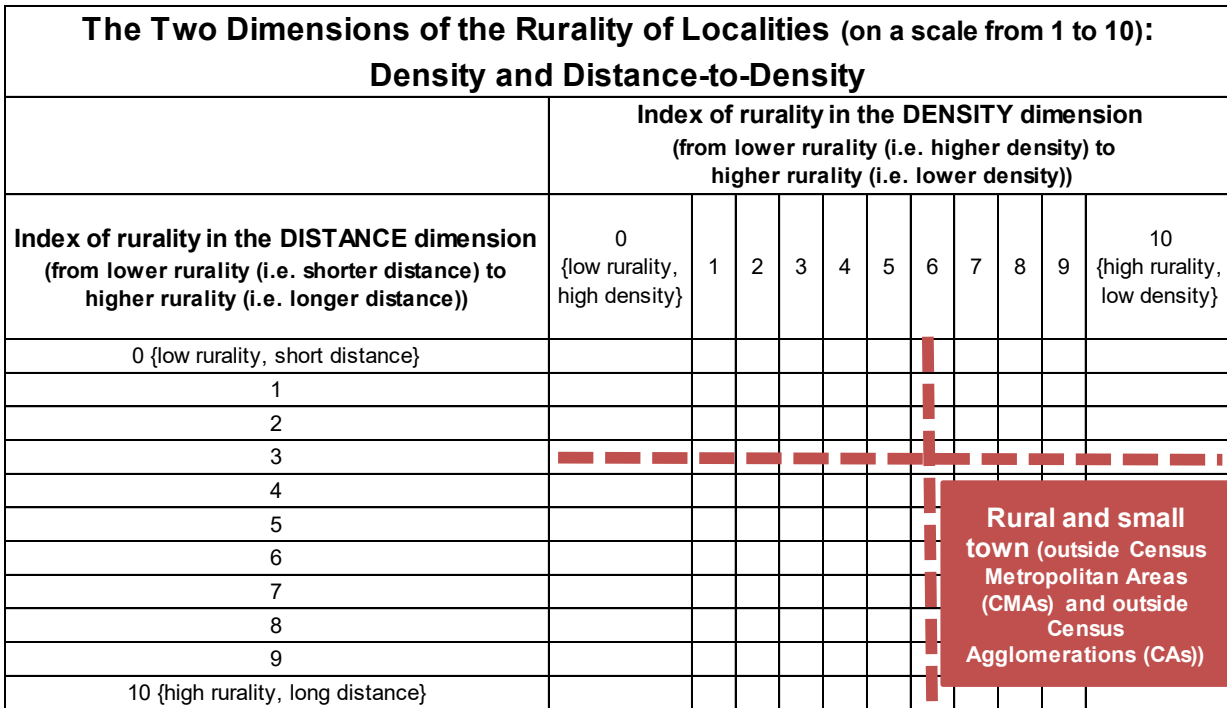 The Two Dimensions of the Rurality of Localities (on a scale from 1 to 10):
Density and Distance-to-Density
Index of rurality in the DENSITY dimension
(from lower rurality (i.e. higher density) to
higher rurality (i.e. lower density))
Index of rurality in the DISTANCE dimension
(from lower rurality (i.e. shorter distance) to
higher rurality (i.e. longer distance))
0
{low rurality,
high density}
1 2 3 4 5 6 7 8 9
10
{high rurality,
low density}
0 {low rurality, short distance}
1
2
3
4
5
6
7
8
9
10 {high rurality, long distance}
Rural and small
town (outside Census
Metropolitan Areas
(CMAs) and outside
Census
Agglomerations (CAs))